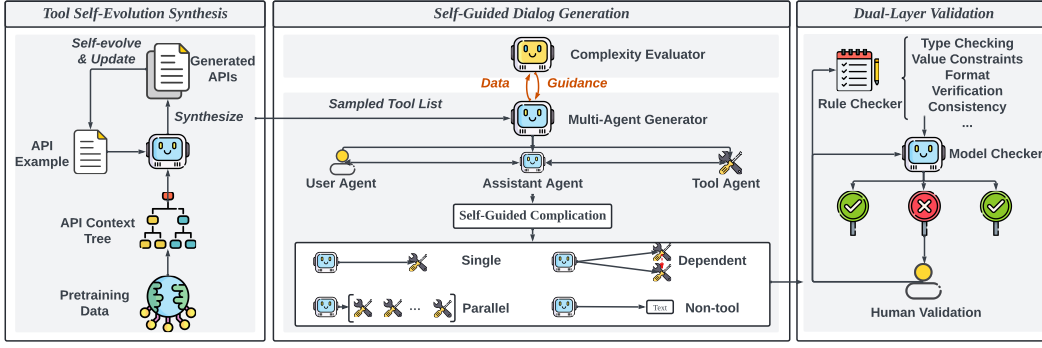 Tool Self-Evolution Synthesis
Self-evolve
& Update
Generated
APIs
Synthesize
API
Example
API Context
Tree
Pretraining
Data
Self-Guided Dialog Generation
Complexity Evaluator
Data
Guidance
Sampled Tool List
Multi-Agent Generator
User Agent
Assistant Agent
Tool Agent
Self-Guided Complication
Single
Dependent
Parallel
...
Text
Non-tool
Dual-Layer Validation
Rule Checker
Type Checking
Value Constraints
Format
Verification
Consistency
...
Model Checker
Human Validation